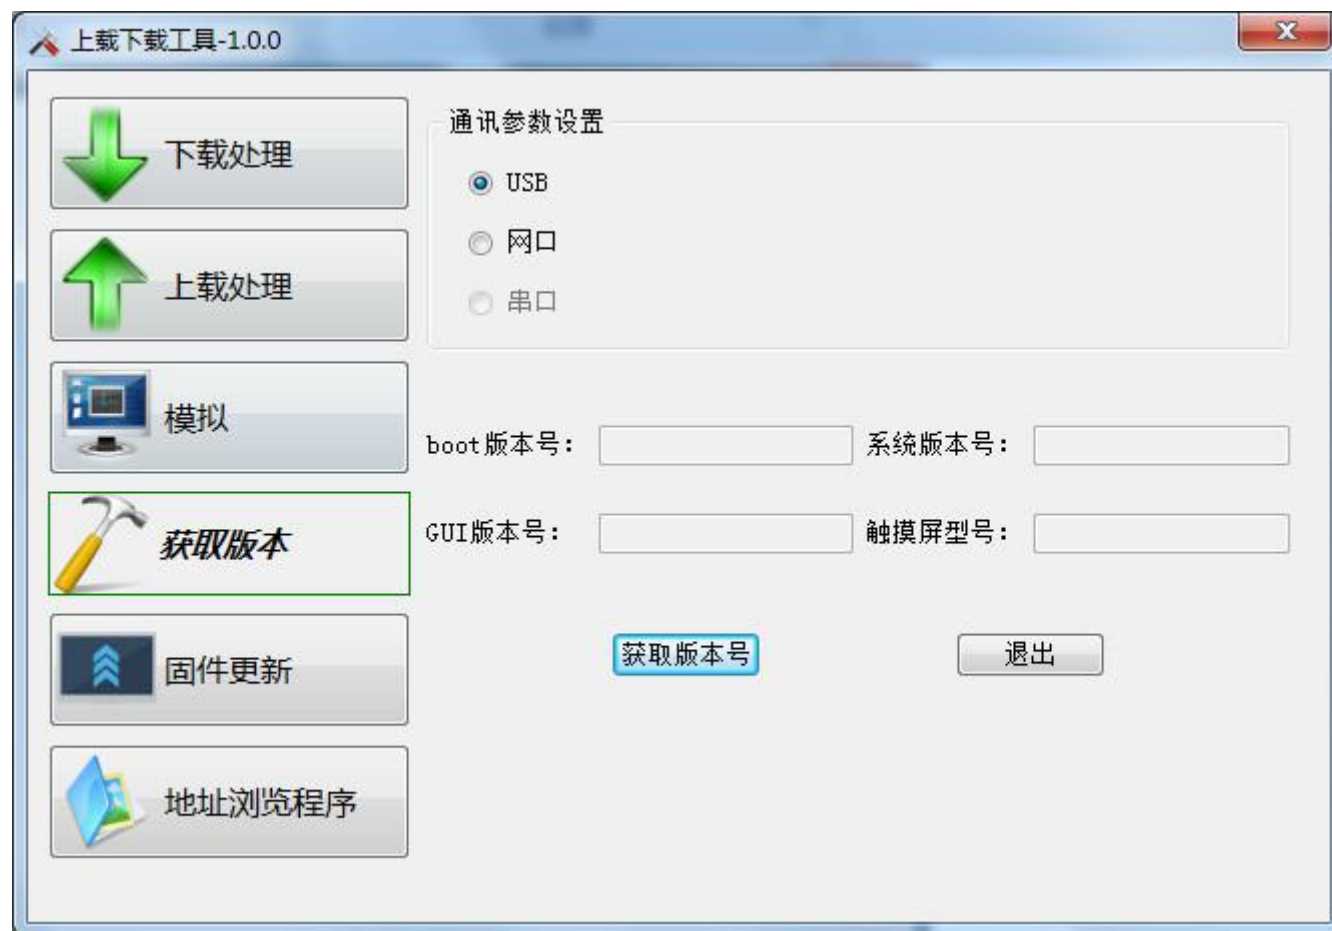 上载下载工具-1.0.0
下载处理
上载处理
模拟
获取版本
固件更新
地址浏览程序
通讯参数设置
USB
网口
串口
boot版本号: 系统版本号:
GUI版本号: 触摸屏型号:
获取版本号 退出